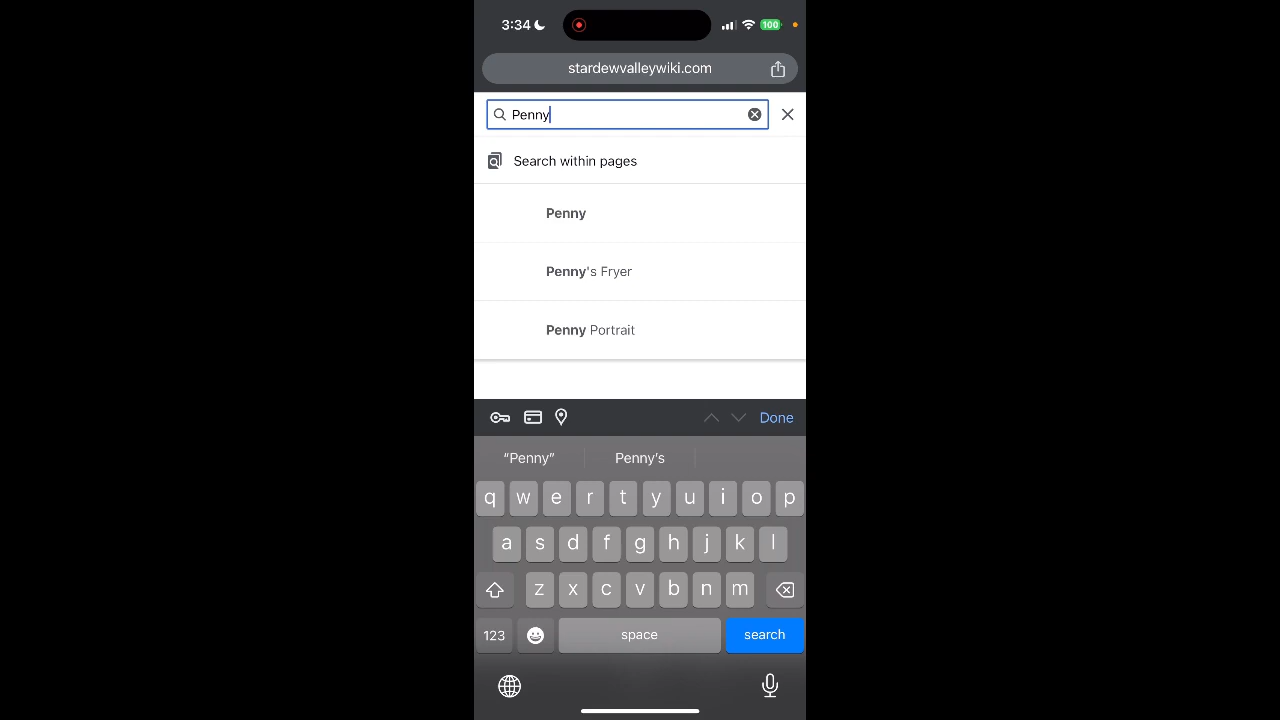 3:34
100
stardewvalleywiki.com
Penny
Search within pages
Penny
Penny's Fryer
Penny Portrait
Done
“Penny” Penny's
q w e r t y u i o p
a s d f g h j k l
z x c v b n m
123 space search